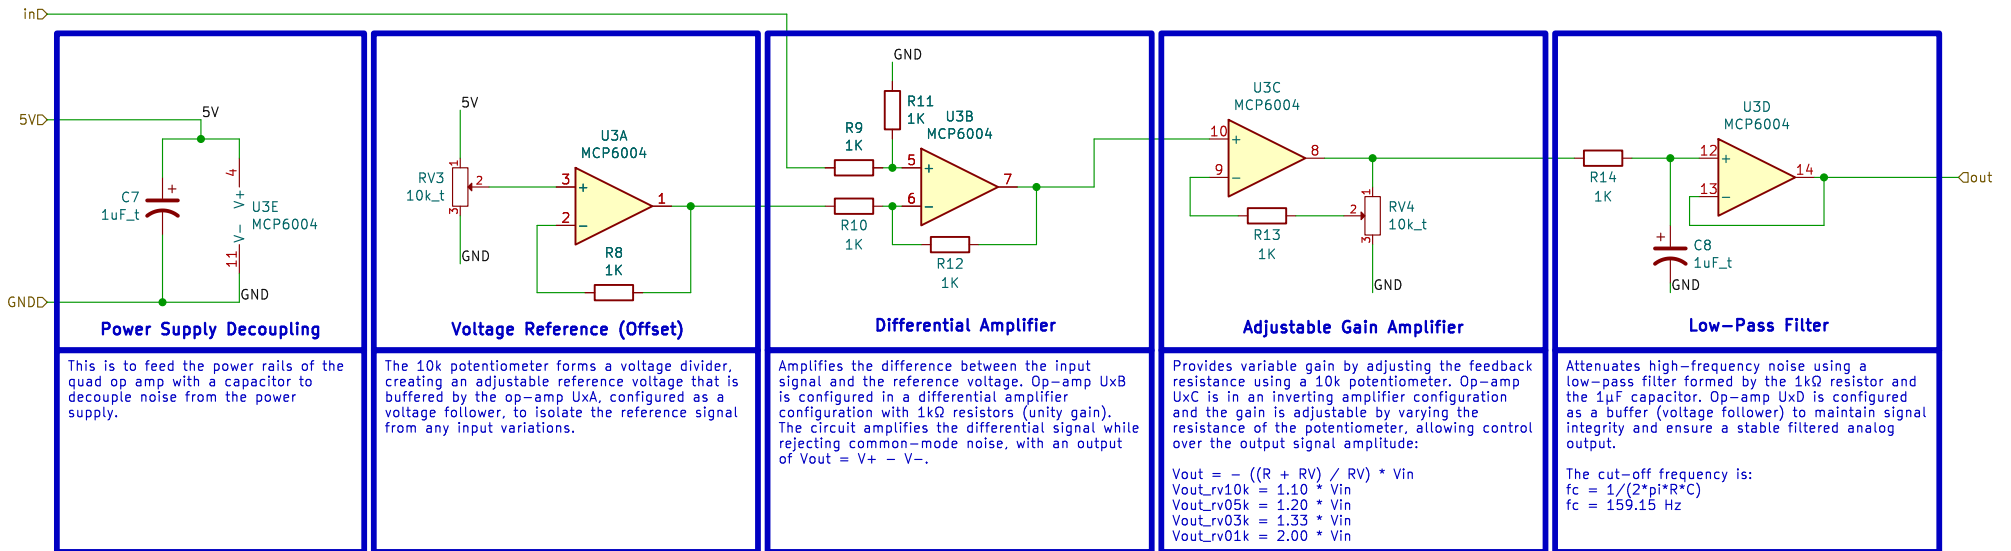 in
5V
GND
5V
C7
1uF_t
4
V+
V-
11
U3E
MCP6004
GND
Power Supply Decoupling
This is to feed the power rails of the
quad op amp with a capacitor to
decouple noise from the power
supply.
5V
RV3
10k_t
1
2
3
GND
U3A
MCP6004
3
2
1
R8
1K
Voltage Reference (Offset)
The 10k potentiometer forms a voltage divider,
creating an adjustable reference voltage that is
buffered by the op-amp UxA, configured as a
voltage follower, to isolate the reference signal
from any input variations.
GND
R11
1K
R9
1K
U3B
MCP6004
5
6
7
R10
1K
R12
1K
Differential Amplifier
Amplifies the difference between the input
signal and the reference voltage. Op-amp UxB
is configured in a differential amplifier
configuration with 1kΩ resistors (unity gain).
The circuit amplifies the differential signal while
rejecting common-mode noise, with an output
of Vout = V+ - V-.
U3C
MCP6004
10
9
8
R13
1K
1
2
3
RV4
10k_t
GND
Adjustable Gain Amplifier
Provides variable gain by adjusting the feedback
resistance using a 10k potentiometer. Op-amp
UxC is in an inverting amplifier configuration
and the gain is adjustable by varying the
resistance of the potentiometer, allowing control
over the output signal amplitude:
Vout = - ((R + RV) / RV) * Vin
Vout_rv10k = 1.10 * Vin
Vout_rv05k = 1.20 * Vin
Vout_rv03k = 1.33 * Vin
Vout_rv01k = 2.00 * Vin
R14
1K
U3D
MCP6004
12
13
14
C8
1uF_t
GND
out
Low-Pass Filter
Attenuates high-frequency noise using a
low-pass filter formed by the 1kΩ resistor and
the 1µF capacitor. Op-amp UxD is configured
as a buffer (voltage follower) to maintain signal
integrity and ensure a stable filtered analog
output.
The cut-off frequency is:
fc = 1/(2*pi*R*C)
fc = 159.15 Hz